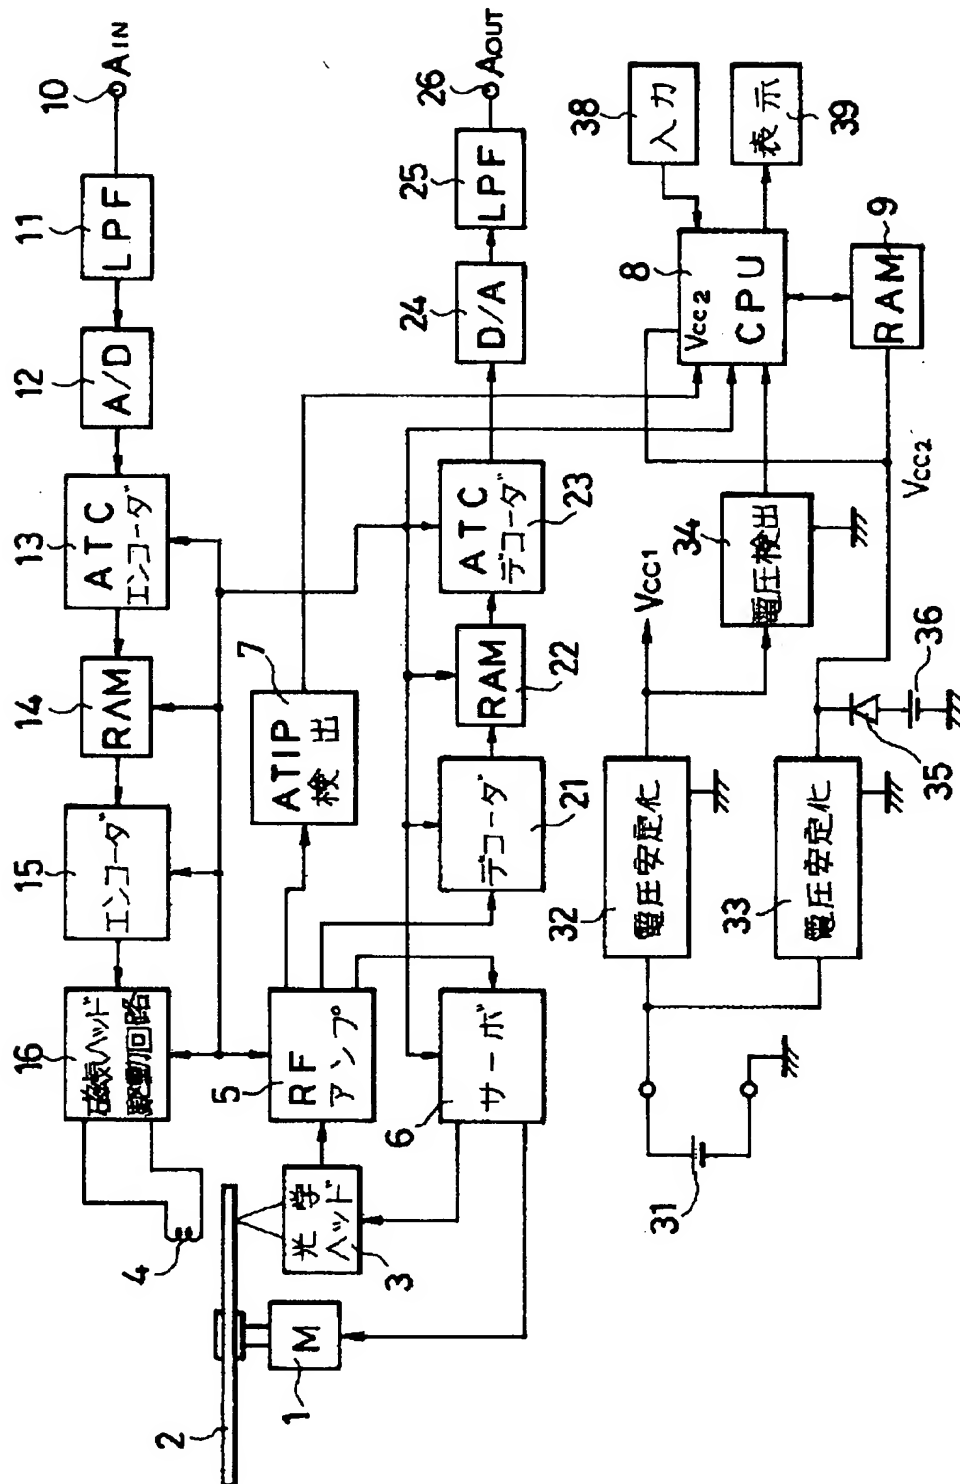 10
AIN
11
LPF
12
A/D
13
ATC
エンコーダ
14
RAM
15
エンコーダ
16
磁気ヘッド
駆動回路
4
2
1
M
3
光学
ヘッド
5
RF
アンプ
6
サーボ
7
ATIP
検出
21
デコーダ
22
RAM
23
ATC
デコーダ
24
D/A
25
LPF
26
AOUT
38
入力
39
表示
8
Vcc2
CPU
9
RAM
Vcc2
34
電圧検出
Vcc1
32
電圧安定化
33
電圧安定化
35
36
31